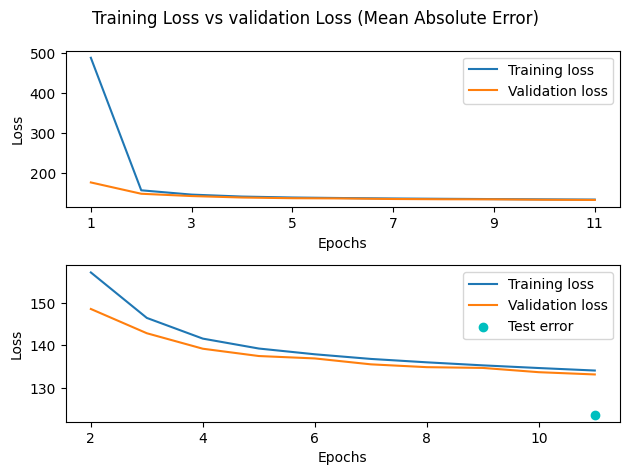 Training Loss vs validation Loss (Mean Absolute Error)
500
400
300
200
Loss
Training loss
Validation loss
1 3 5 7 9 11
Epochs
150
140
130
Loss
Training loss
Validation loss
Test error
2 4 6 8 10
Epochs